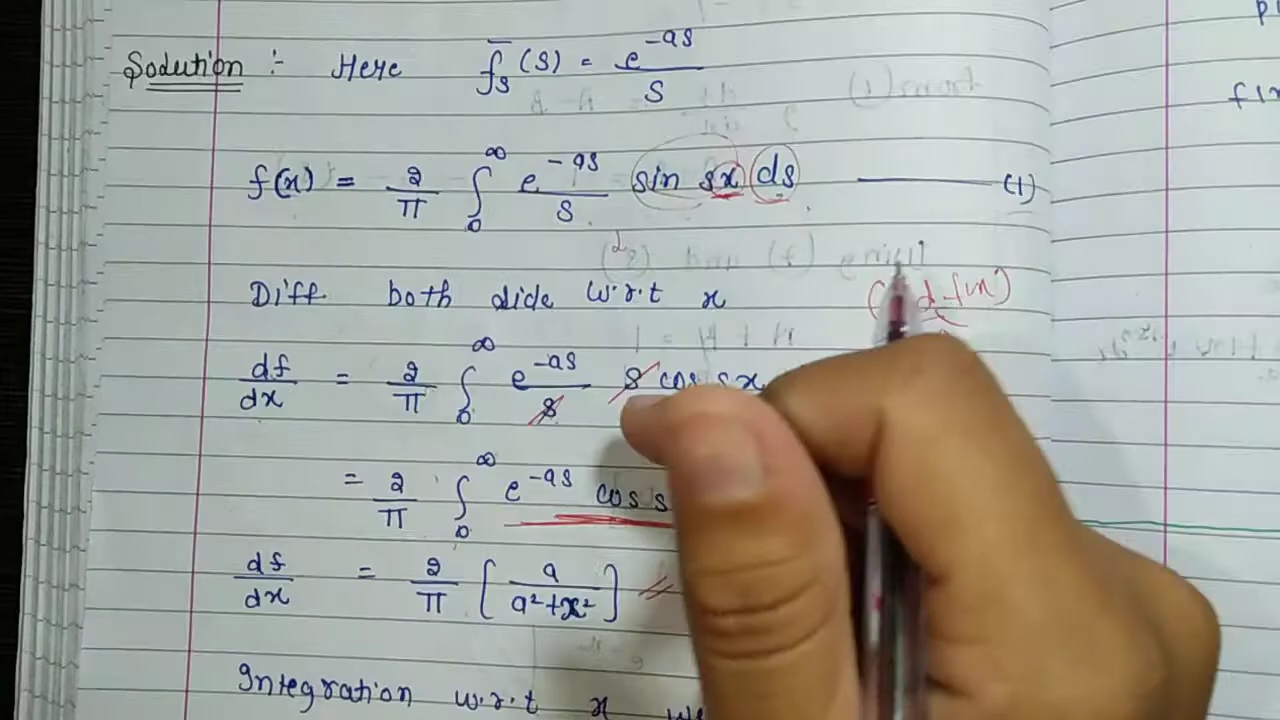 Solution :- Here f̄s (s) = e^-as / s
f(x) = 2/π ∫0^∞ e^-as / s sin sx ds ——— (1)
Diff both side w.r.t x
d f(x)
df/dx = 2/π ∫0^∞ e^-as / s s cos sx
= 2/π ∫0^∞ e^-as cos s
df/dx = 2/π [ a / a²+x² ]
Integration w.r.t x